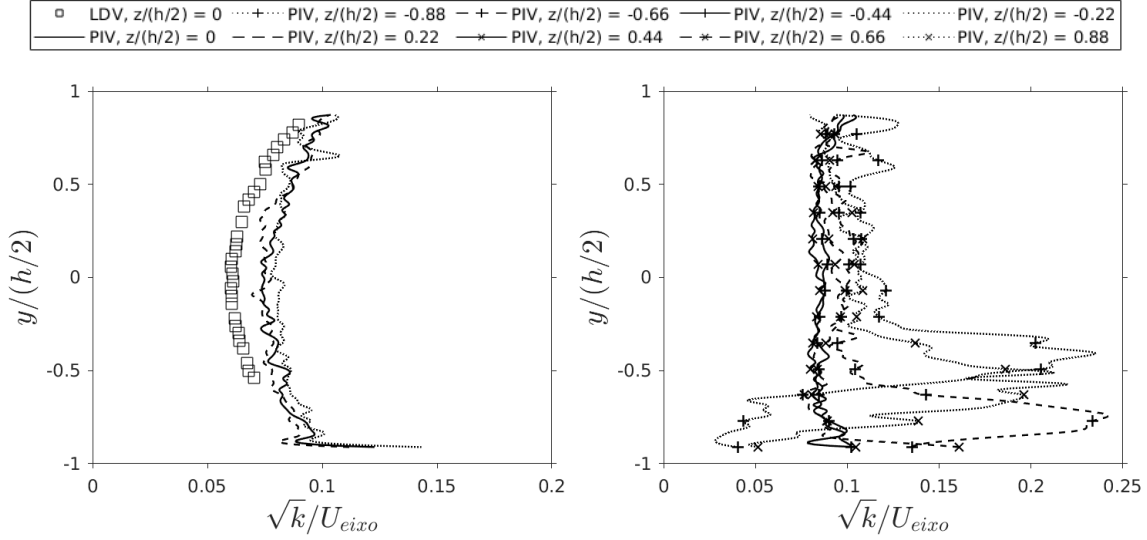 LDV, z/(h/2) = 0 PIV, z/(h/2) = -0.88 PIV, z/(h/2) = -0.66 PIV, z/(h/2) = -0.44 PIV, z/(h/2) = -0.22
PIV, z/(h/2) = 0 PIV, z/(h/2) = 0.22 PIV, z/(h/2) = 0.44 PIV, z/(h/2) = 0.66 PIV, z/(h/2) = 0.88
1
0.5
0
-0.5
-1
y/(h/2)
0 0.05 0.1 0.15 0.2
√k/U_eixo
1
0.5
0
-0.5
-1
y/(h/2)
0 0.05 0.1 0.15 0.2 0.25
√k/U_eixo